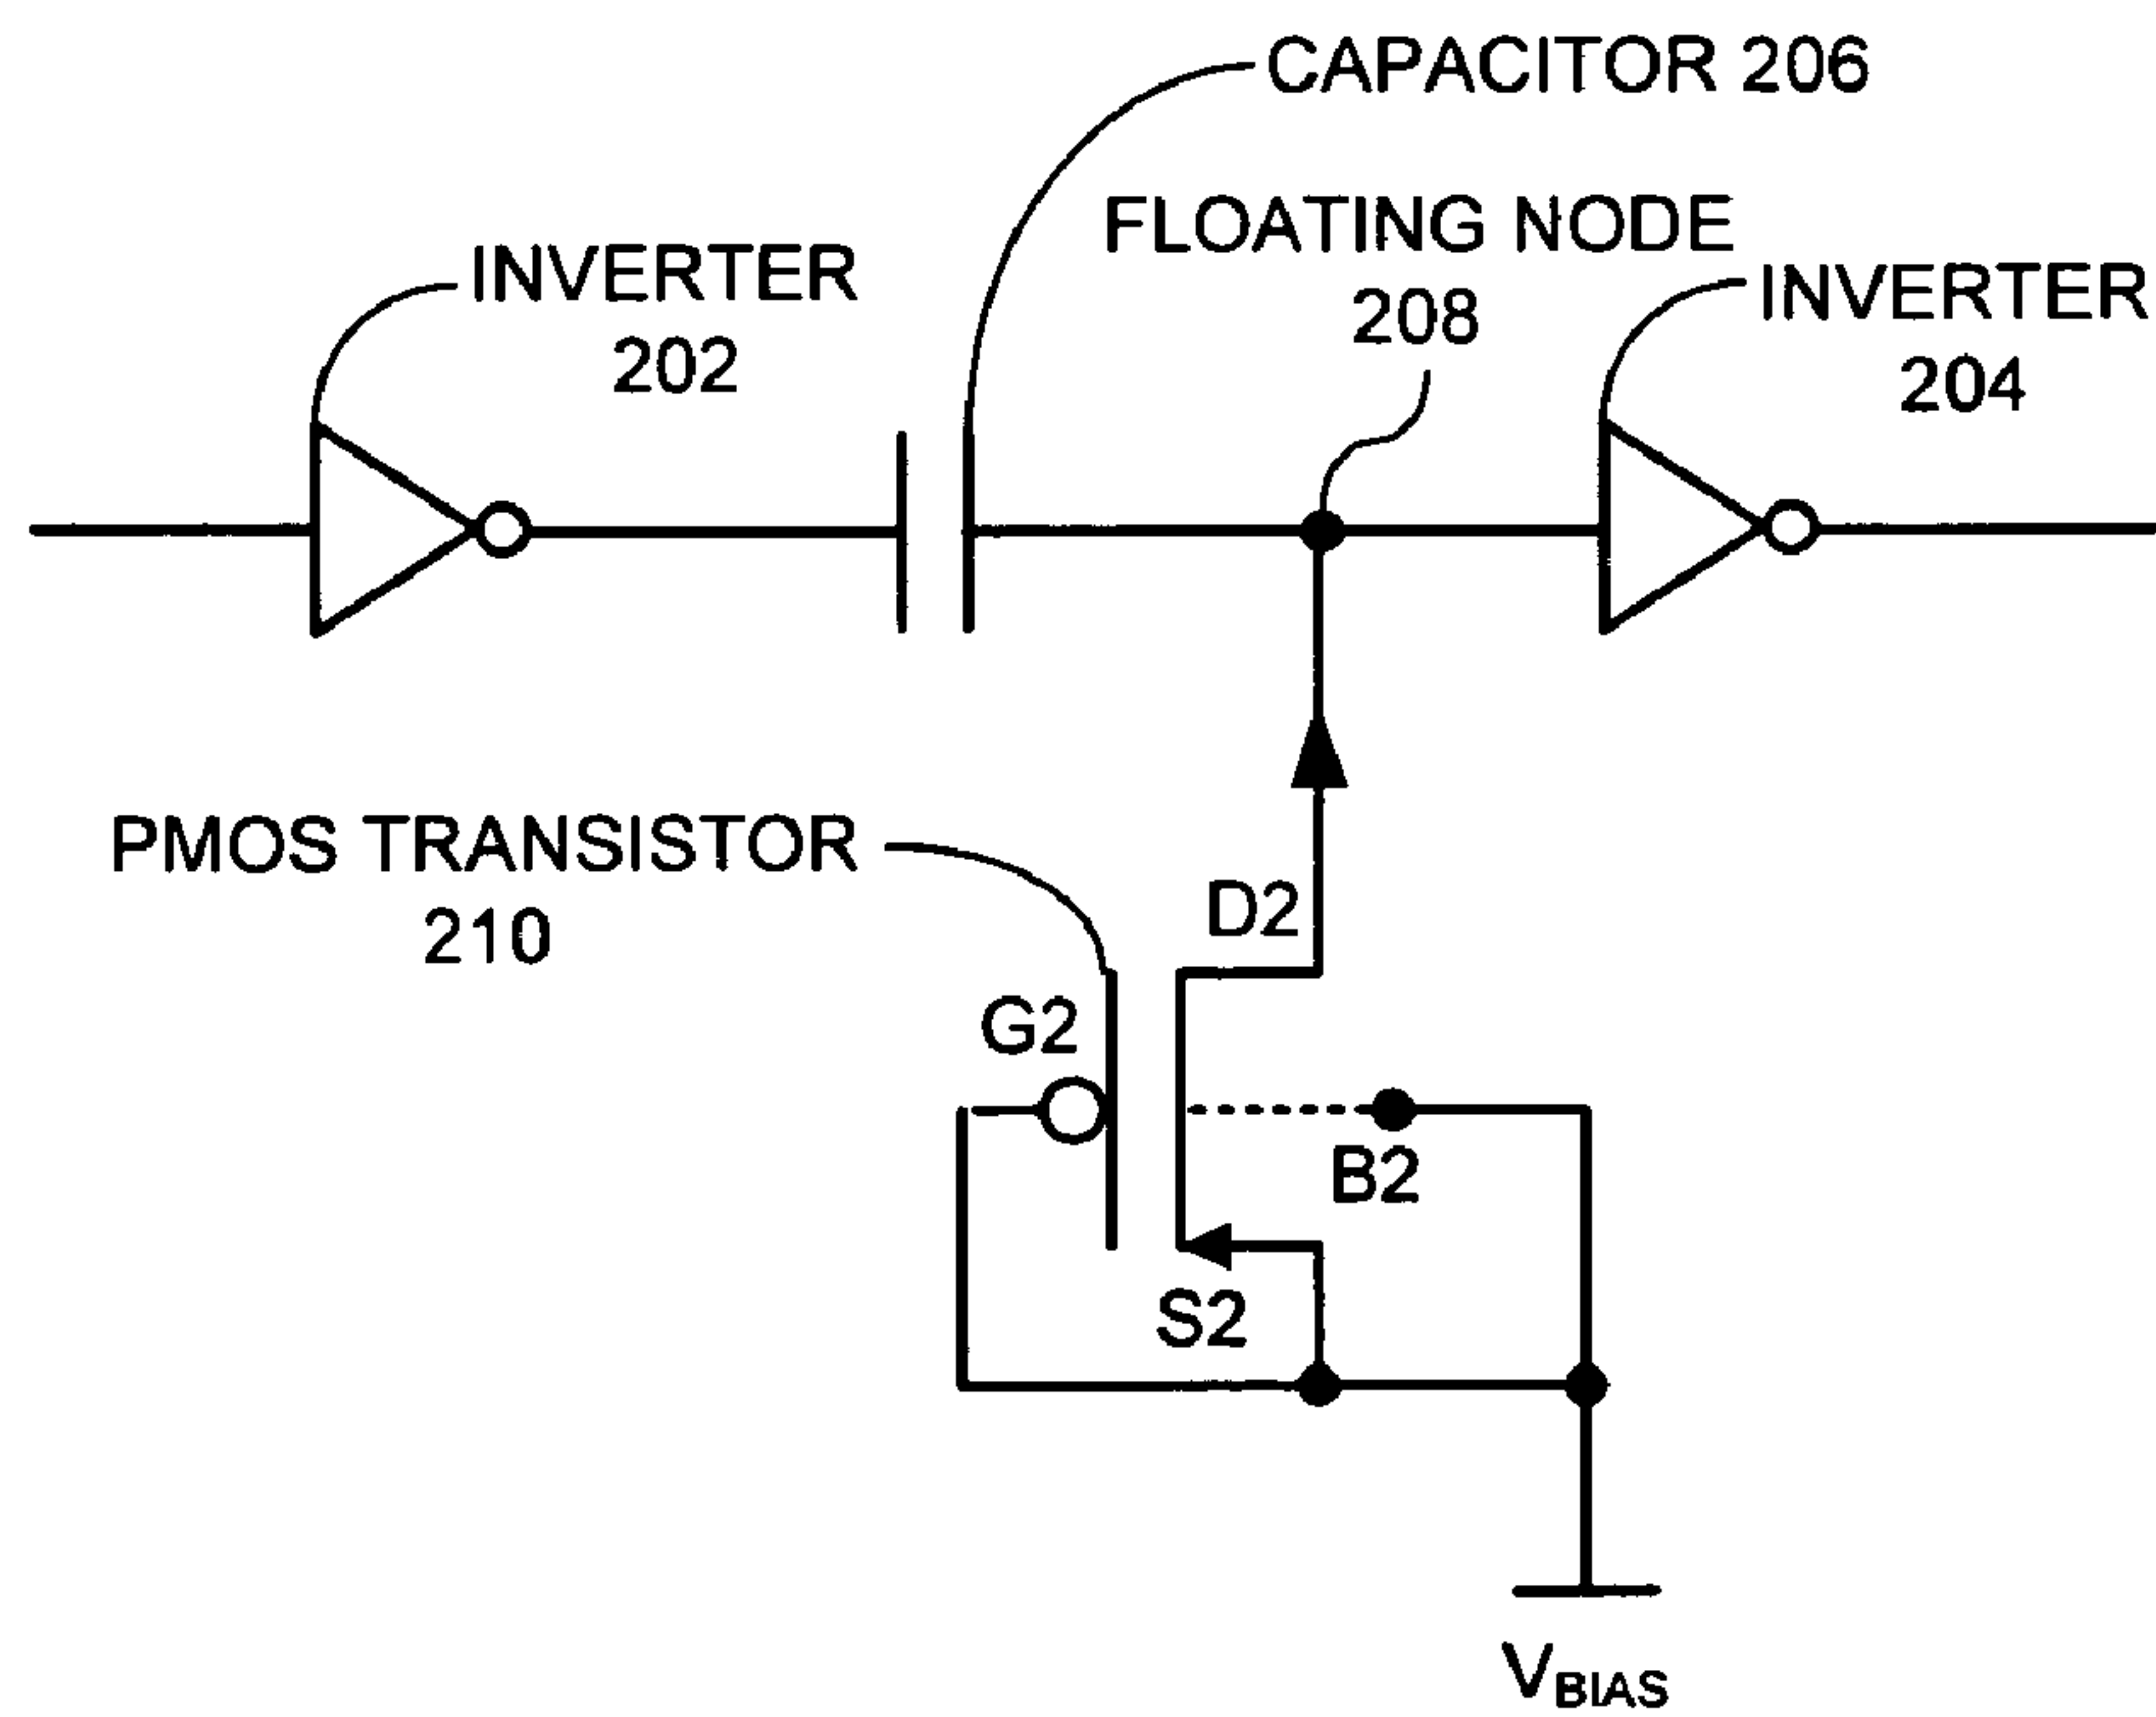 CAPACITOR 206
FLOATING NODE
208
INVERTER
202
INVERTER
204
PMOS TRANSISTOR
210
D2
G2
B2
S2
VBIAS